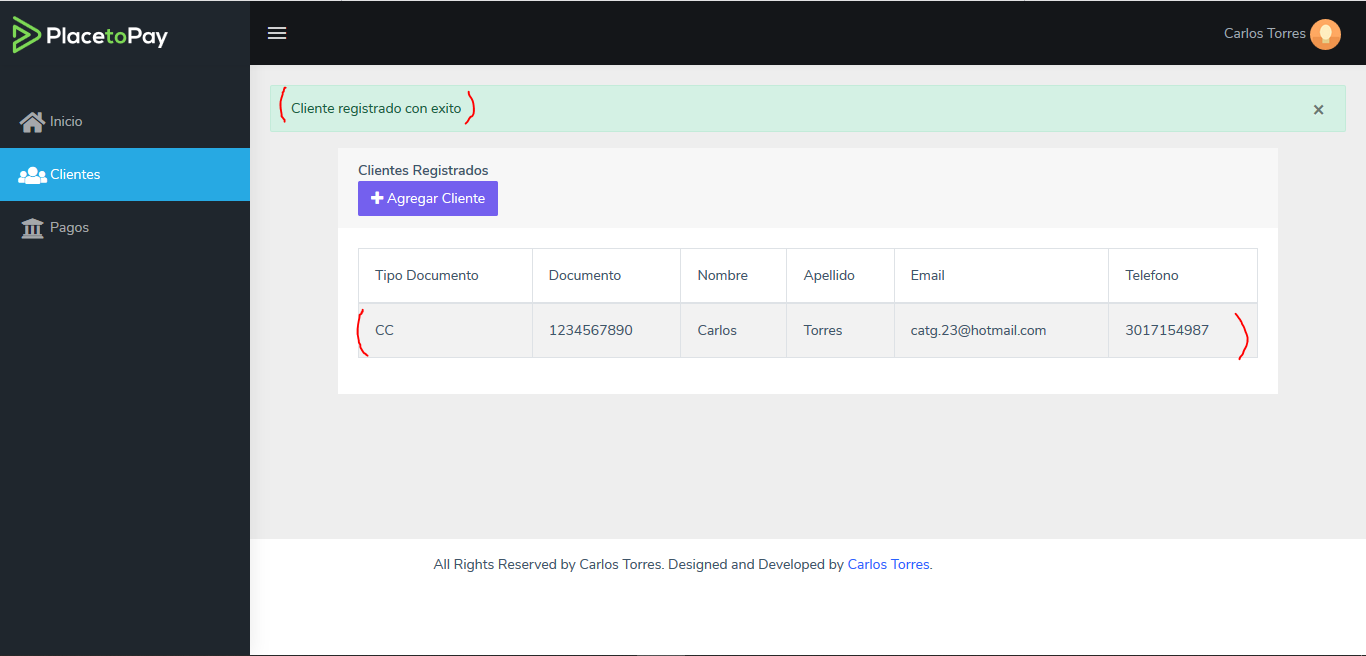 PlacetoPay
Carlos Torres
Inicio
Clientes
Pagos
Cliente registrado con exito
×
Clientes Registrados
+ Agregar Cliente
Tipo Documento Documento Nombre Apellido Email Telefono
CC 1234567890 Carlos Torres catg.23@hotmail.com 3017154987
All Rights Reserved by Carlos Torres. Designed and Developed by Carlos Torres.